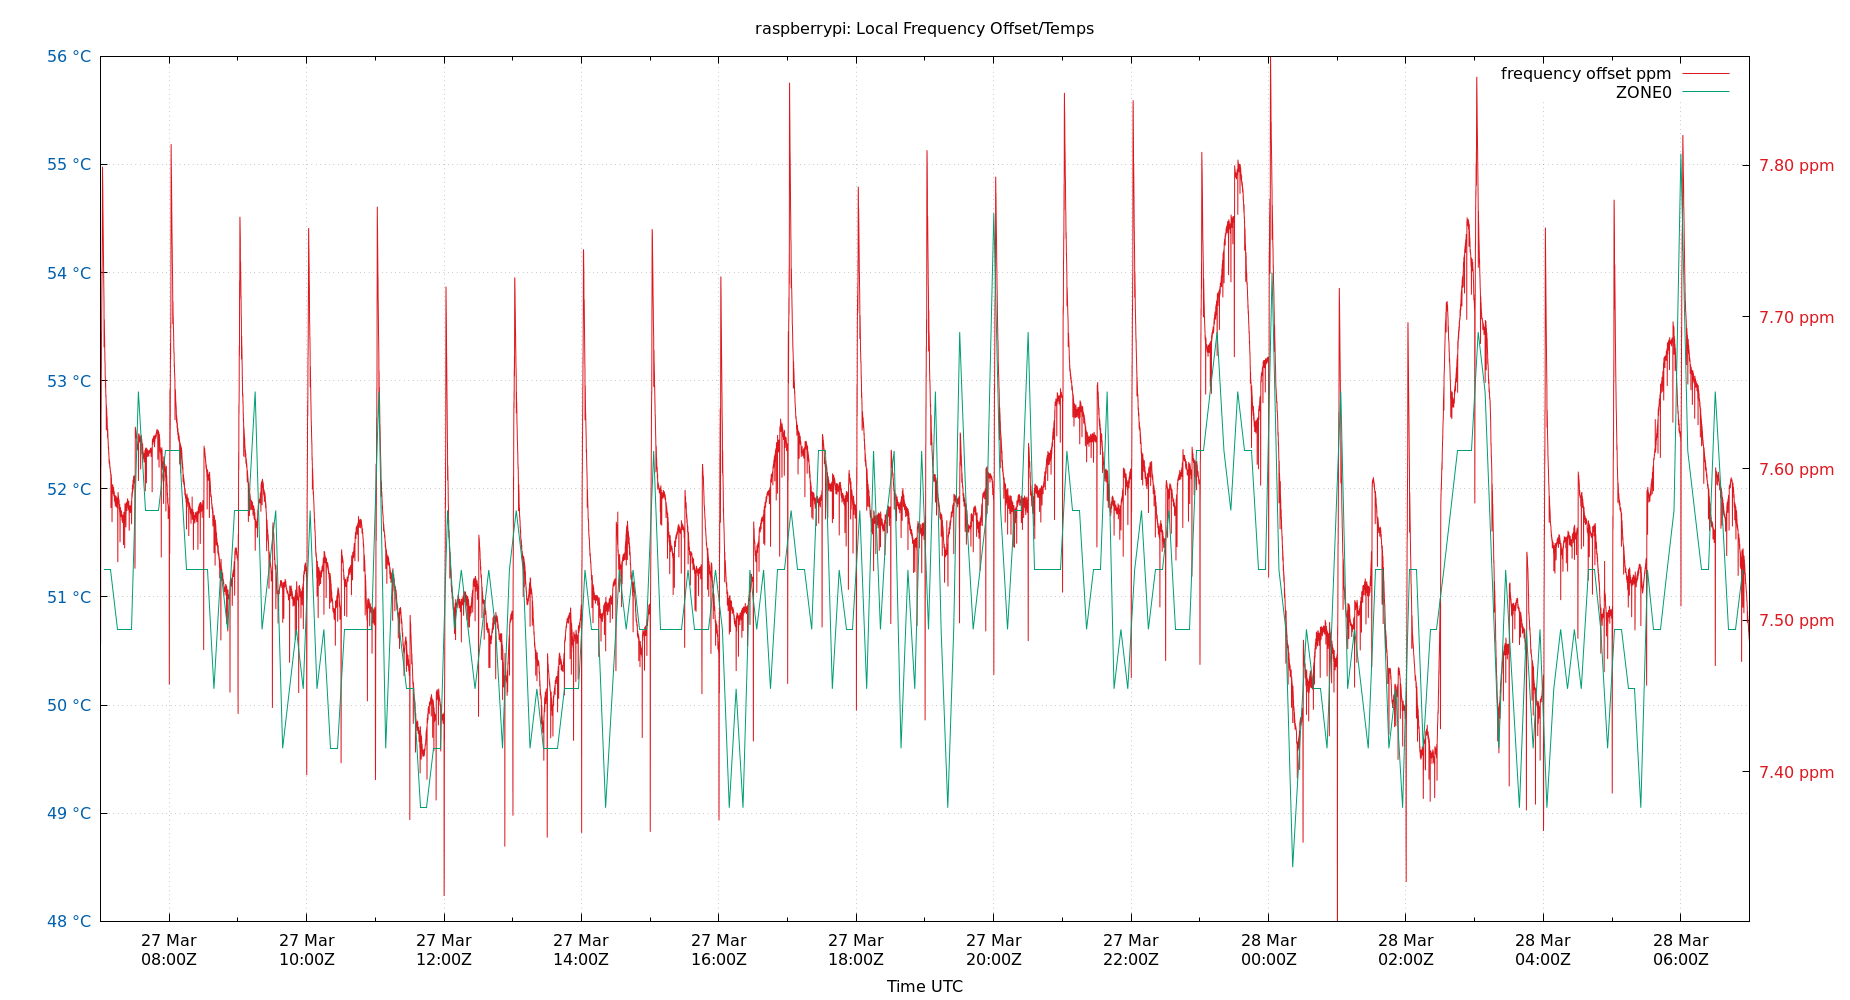 raspberrypi: Local Frequency Offset/Temps
frequency offset ppm
ZONE0
56 °C
55 °C
54 °C
53 °C
52 °C
51 °C
50 °C
49 °C
48 °C
7.80 ppm
7.70 ppm
7.60 ppm
7.50 ppm
7.40 ppm
27 Mar
08:00Z
27 Mar
10:00Z
27 Mar
12:00Z
27 Mar
14:00Z
27 Mar
16:00Z
27 Mar
18:00Z
27 Mar
20:00Z
27 Mar
22:00Z
28 Mar
00:00Z
28 Mar
02:00Z
28 Mar
04:00Z
28 Mar
06:00Z
Time UTC